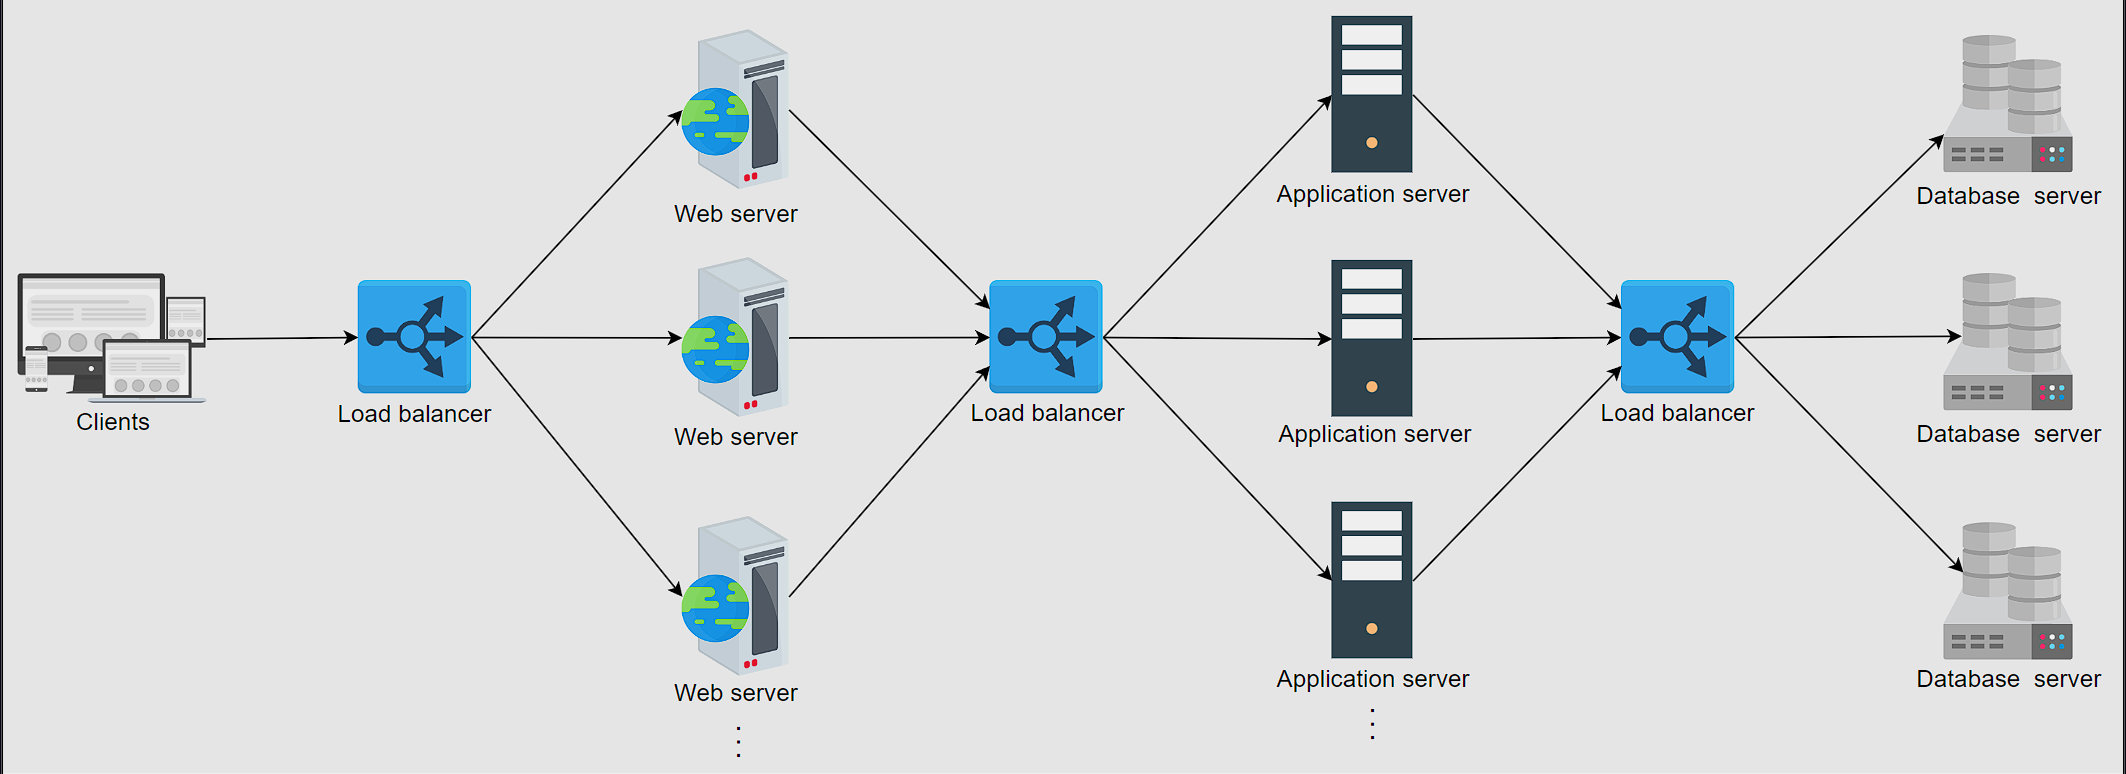 Clients
Load balancer
Web server
Web server
Web server
Load balancer
Application server
Application server
Application server
Load balancer
Database server
Database server
Database server